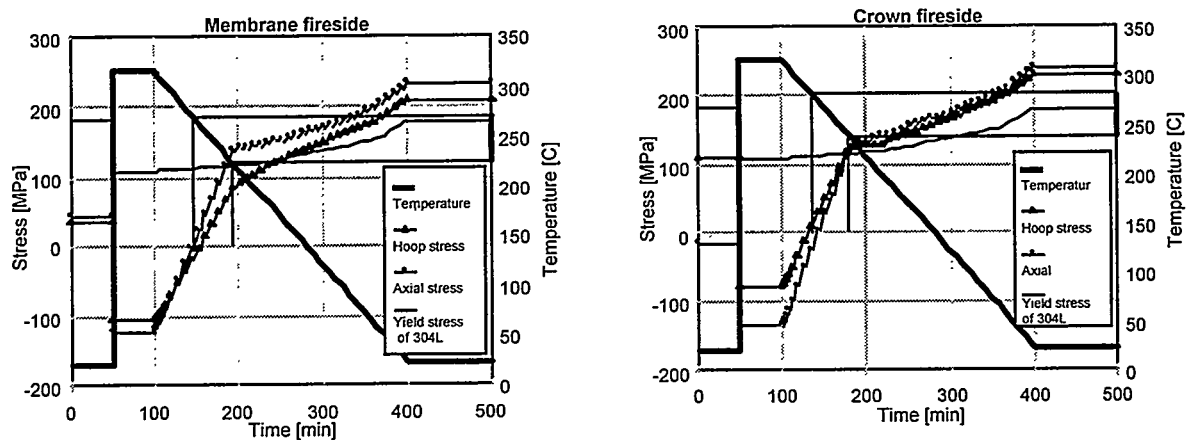 Membrane fireside
300
200
100
0
-100
-200
Stress [MPa]
350
300
250
200
150
100
50
0
Temperature [C]
Temperature
Hoop stress
Axial stress
Yield stress
of 304L
0 100 200 300 400 500
Time [min]
Crown fireside
300
200
100
0
-100
-200
Stress [MPa]
350
300
250
200
150
100
50
0
Temperature [C]
Temperatur
Hoop stress
Axial
Yield stress
of 304L
0 100 200 300 400 500
Time [min]